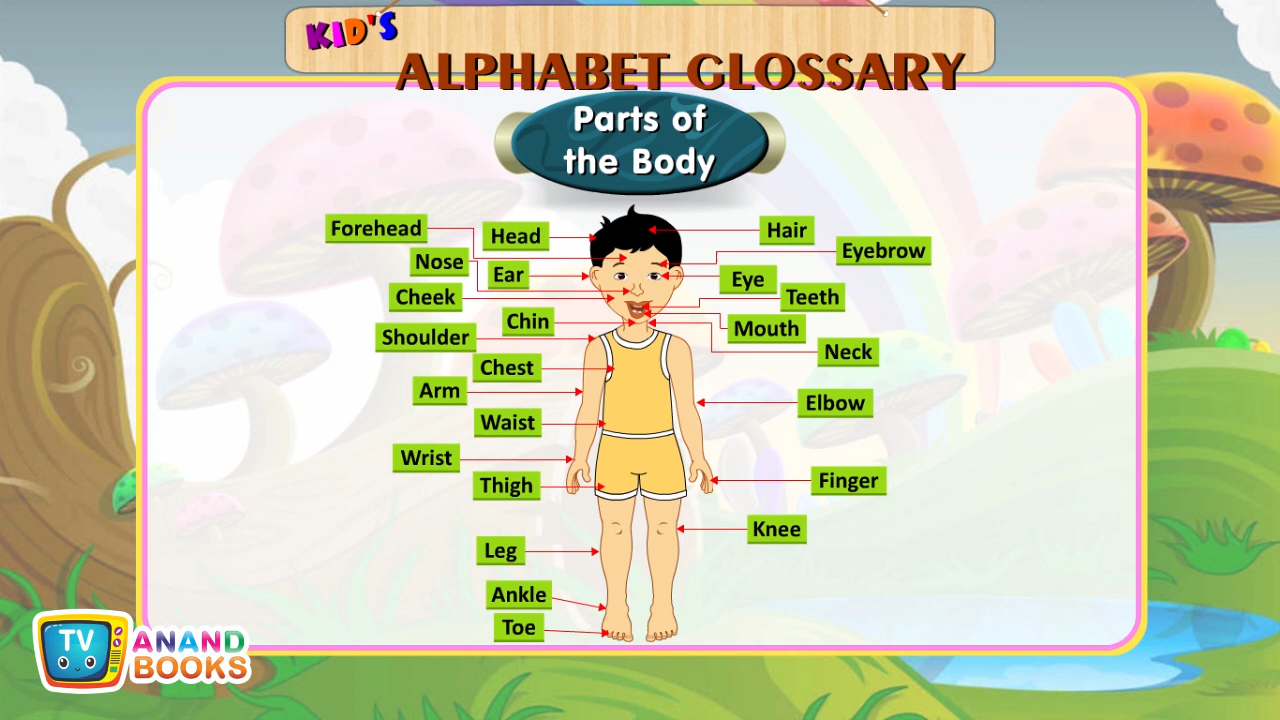 KID'S
ALPHABET GLOSSARY
Parts of
the Body
Forehead
Head
Hair
Eyebrow
Nose
Ear
Eye
Cheek
Teeth
Chin
Mouth
Shoulder
Neck
Chest
Arm
Elbow
Waist
Wrist
Thigh
Finger
Knee
Leg
Ankle
Toe
TV
ANAND
BOOKS